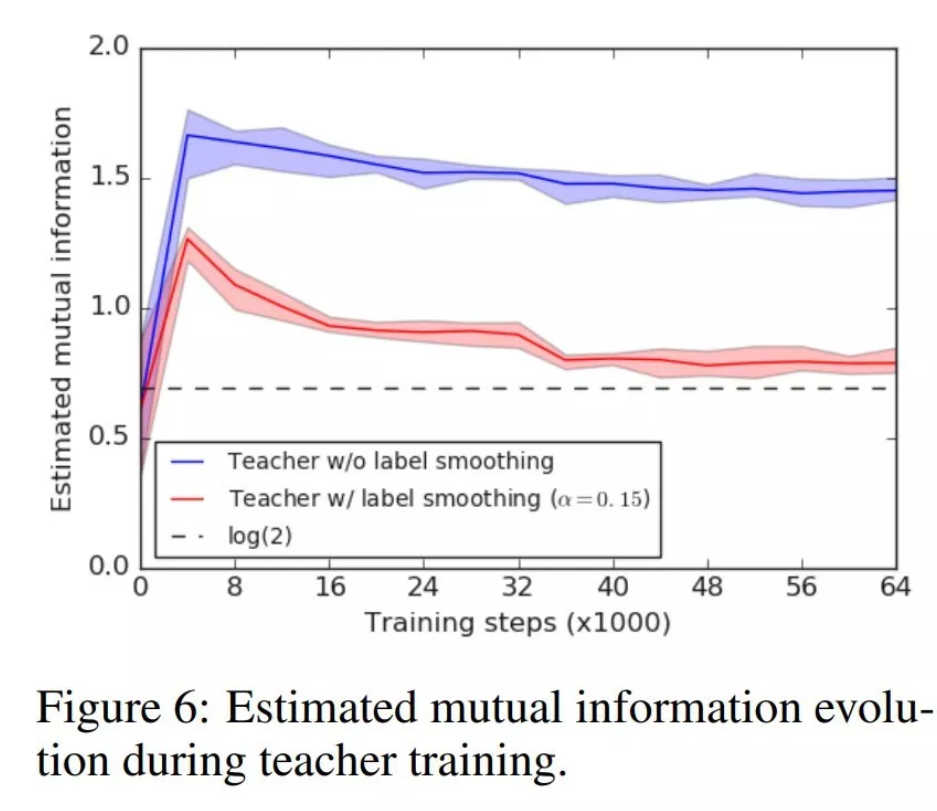 2.0
1.5
1.0
0.5
0.0
Estimated mutual information
Teacher w/o label smoothing
Teacher w/ label smoothing (α=0.15)
log(2)
0 8 16 24 32 40 48 56 64
Training steps (x1000)
Figure 6: Estimated mutual information evolu-
tion during teacher training.